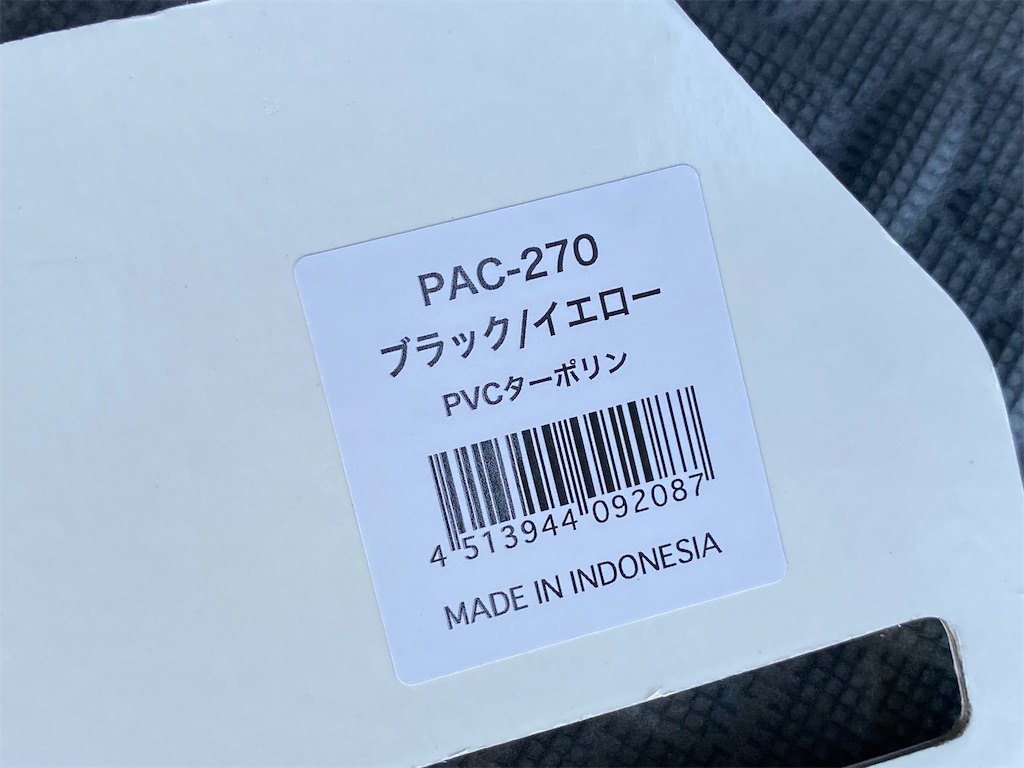 PAC-270
ブラック/イエロー
PVCターポリン
4 513944 092087
MADE IN INDONESIA